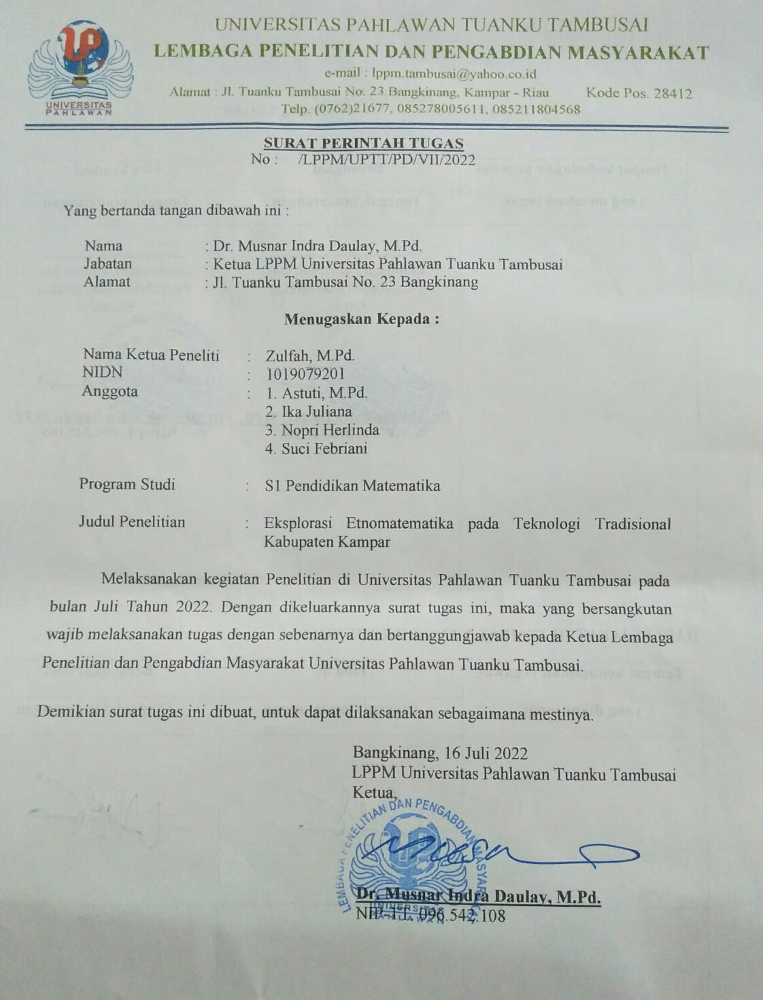 UNIVERSITAS PAHLAWAN TUANKU TAMBUSAI
LEMBAGA PENELITIAN DAN PENGABDIAN MASYARAKAT
e-mail : lppm.tambusai@yahoo.co.id
Alamat : Jl. Tuanku Tambusai No. 23 Bangkinang, Kampar - Riau Kode Pos. 28412
Telp. (0762)21677, 085278005611, 085211804568
UP
UNIVERSITAS
PAHLAWAN
SURAT PERINTAH TUGAS
No : /LPPM/UPTT/PD/VII/2022
Yang bertanda tangan dibawah ini :
Nama : Dr. Musnar Indra Daulay, M.Pd.
Jabatan : Ketua LPPM Universitas Pahlawan Tuanku Tambusai
Alamat : Jl. Tuanku Tambusai No. 23 Bangkinang
Menugaskan Kepada :
Nama Ketua Peneliti : Zulfah, M.Pd.
NIDN : 1019079201
Anggota : 1. Astuti, M.Pd.
2. Ika Juliana
3. Nopri Herlinda
4. Suci Febriani
Program Studi : S1 Pendidikan Matematika
Judul Penelitian : Eksplorasi Etnomatematika pada Teknologi Tradisional
Kabupaten Kampar
Melaksanakan kegiatan Penelitian di Universitas Pahlawan Tuanku Tambusai pada
bulan Juli Tahun 2022. Dengan dikeluarkannya surat tugas ini, maka yang bersangkutan
wajib melaksanakan tugas dengan sebenarnya dan bertanggungjawab kepada Ketua Lembaga
Penelitian dan Pengabdian Masyarakat Universitas Pahlawan Tuanku Tambusai.
Demikian surat tugas ini dibuat, untuk dapat dilaksanakan sebagaimana mestinya.
Bangkinang, 16 Juli 2022
LPPM Universitas Pahlawan Tuanku Tambusai
Ketua,
LEMBAGA PENELITIAN DAN PENGABDIAN MASYARAKAT
UNIVERSITAS
PAHLAWAN
Dr. Musnar Indra Daulay, M.Pd.
NIP-TT. 096.542.108